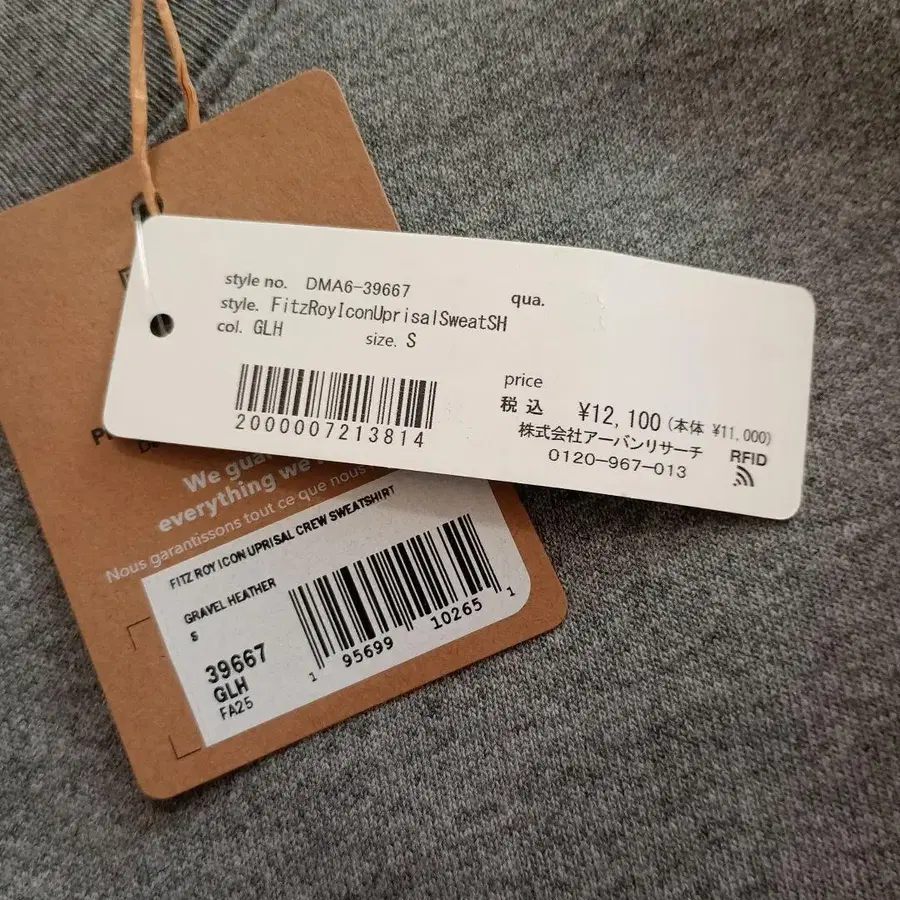 style no. DMA6-39667
qua.
style. FitzRoyIconUprisalSweatSH
col. GLH
size. S
2000007213814
price
税込 ¥12,100 (本体 ¥11,000)
株式会社アーバンリサーチ
0120-967-013
RFID
We
everything we
Nous garantissons tout ce que nous
FITZ ROY ICON UPRISAL CREW SWEATSHIRT
GRAVEL HEATHER
S
39667
GLH
FA25
1 95699 10265 1